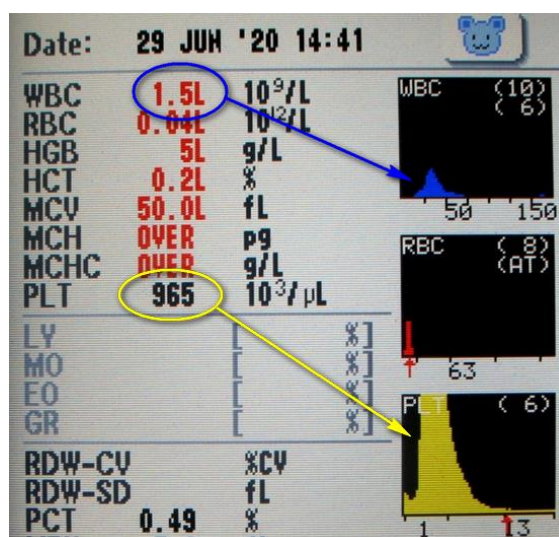 Date: 29 JUN '20 14:41
WBC 1.5L 10⁹/L
RBC 0.04L 10¹²/L
HGB 5L g/L
HCT 0.2L %
MCV 50.0L fL
MCH OVER pg
MCHC OVER g/L
PLT 965 10³/µL
LY [ %]
MO [ %]
EO [ %]
GR [ %]
RDW-CV %CV
RDW-SD fL
PCT 0.49 %
WBC (10)
( 6)
50 150
RBC ( 8)
(AT)
63
PLT ( 6)
1 13